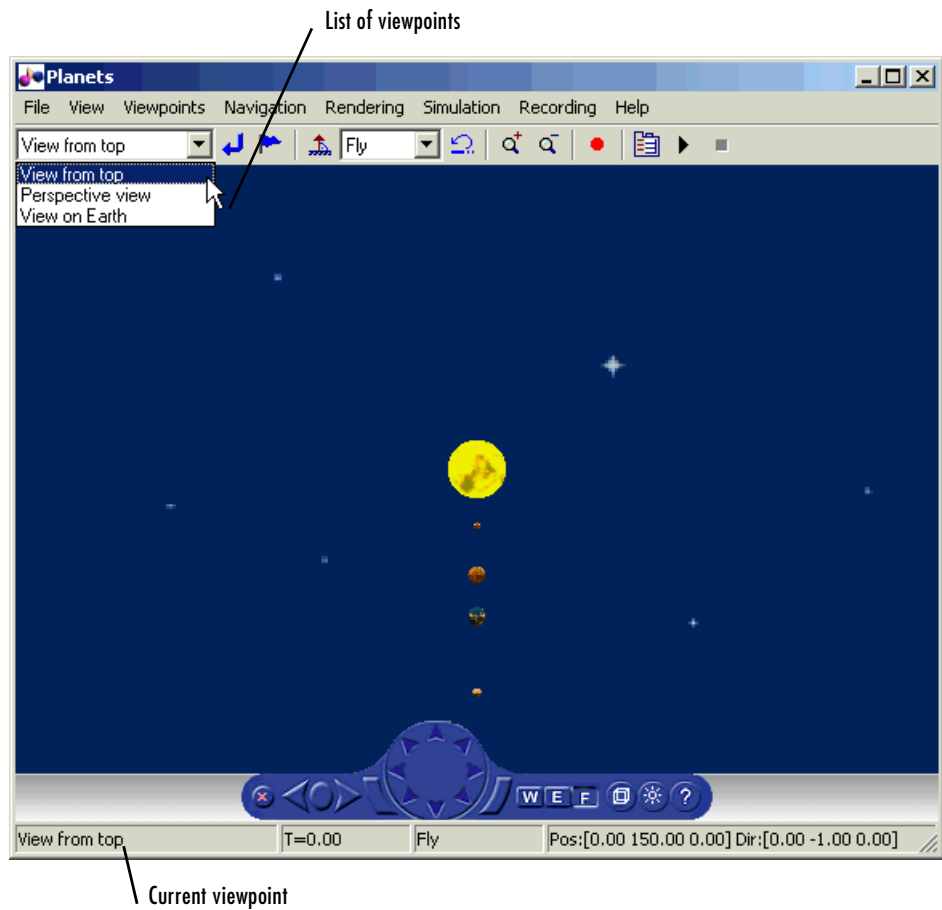 List of viewpoints
Planets
File View Viewpoints Navigation Rendering Simulation Recording Help
View from top Fly
View from top
Perspective view
View on Earth
W E F ?
View from top T=0.00 Fly Pos:[0.00 150.00 0.00] Dir:[0.00 -1.00 0.00]
Current viewpoint